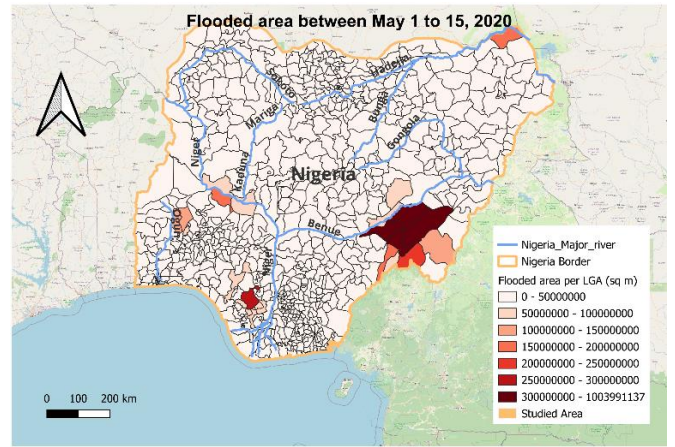 Flooded area between May 1 to 15, 2020
Sokoto
Hadejia
Mariga
Bunga
Gongola
Niger
Kaduna
Nigeria
Ogun
Benue
Niger
Nigeria_Major_river
Nigeria Border
Flooded area per LGA (sq m)
0 - 50000000
50000000 - 100000000
100000000 - 150000000
150000000 - 200000000
200000000 - 250000000
250000000 - 300000000
300000000 - 1003991137
Studied Area
0 100 200 km